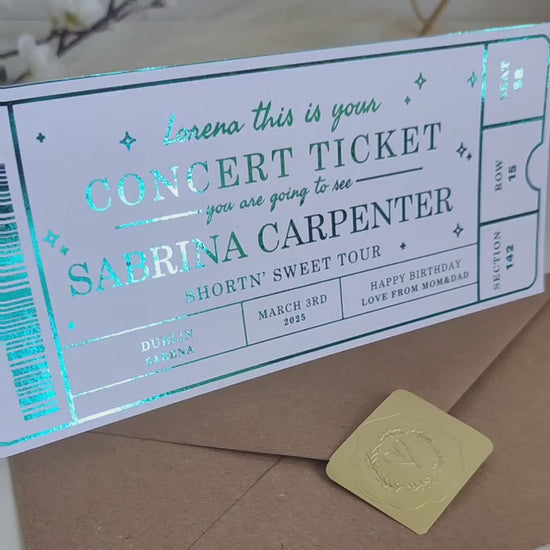 Lorena this is your
CONCERT TICKET
you are going to see
SABRINA CARPENTER
SHORTN' SWEET TOUR
DUBLIN
3ARENA
MARCH 3RD
2025
HAPPY BIRTHDAY
LOVE FROM MOM&DAD
SEAT
ROW
15
SECTION
142